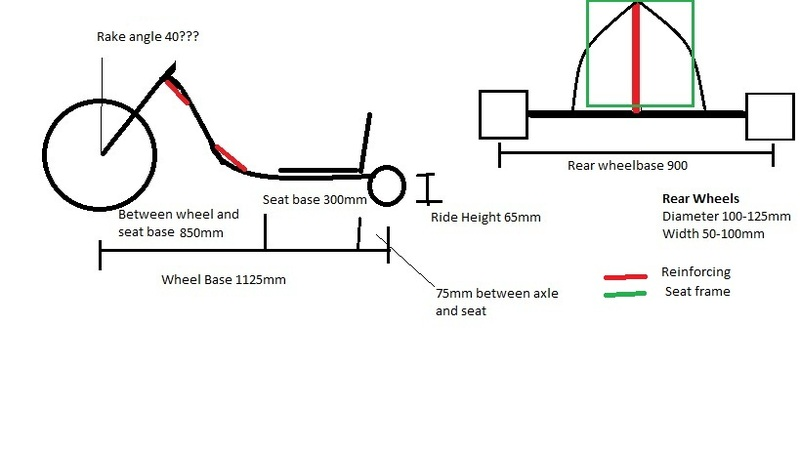 Rake angle 40???
Between wheel and
seat base 850mm
Seat base 300mm
Ride Height 65mm
Wheel Base 1125mm
75mm between axle
and seat
Rear wheelbase 900
Rear Wheels
Diameter 100-125mm
Width 50-100mm
Reinforcing
Seat frame